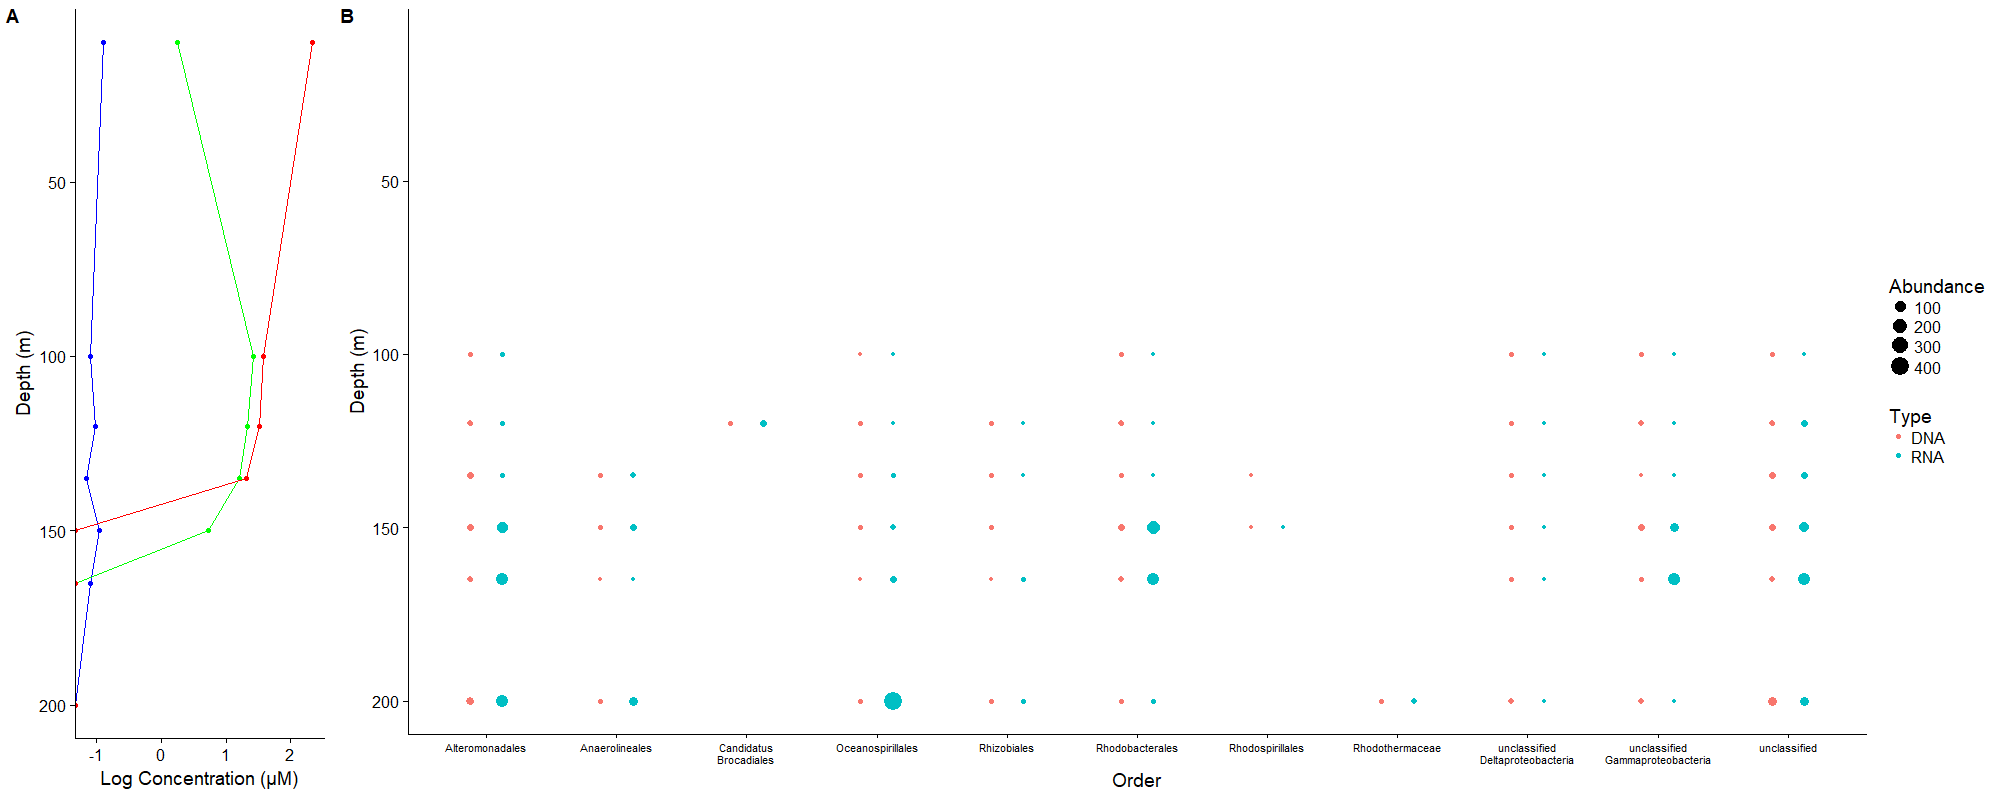 A
50
100
150
200
Depth (m)
-1 0 1 2
Log Concentration (µM)
B
50
100
150
200
Depth (m)
Alteromonadales Anaerolineales Candidatus Oceanospirillales Rhizobiales Rhodobacterales Rhodospirillales Rhodothermaceae unclassified unclassified unclassified
Brocadiales Deltaproteobacteria Gammaproteobacteria
Order
Abundance
100
200
300
400
Type
DNA
RNA